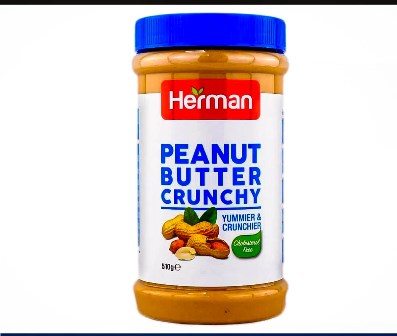 Herman
PEANUT
BUTTER
CRUNCHY
YUMMIER &
CRUNCHIER
Cholesterol
Free
510g℮